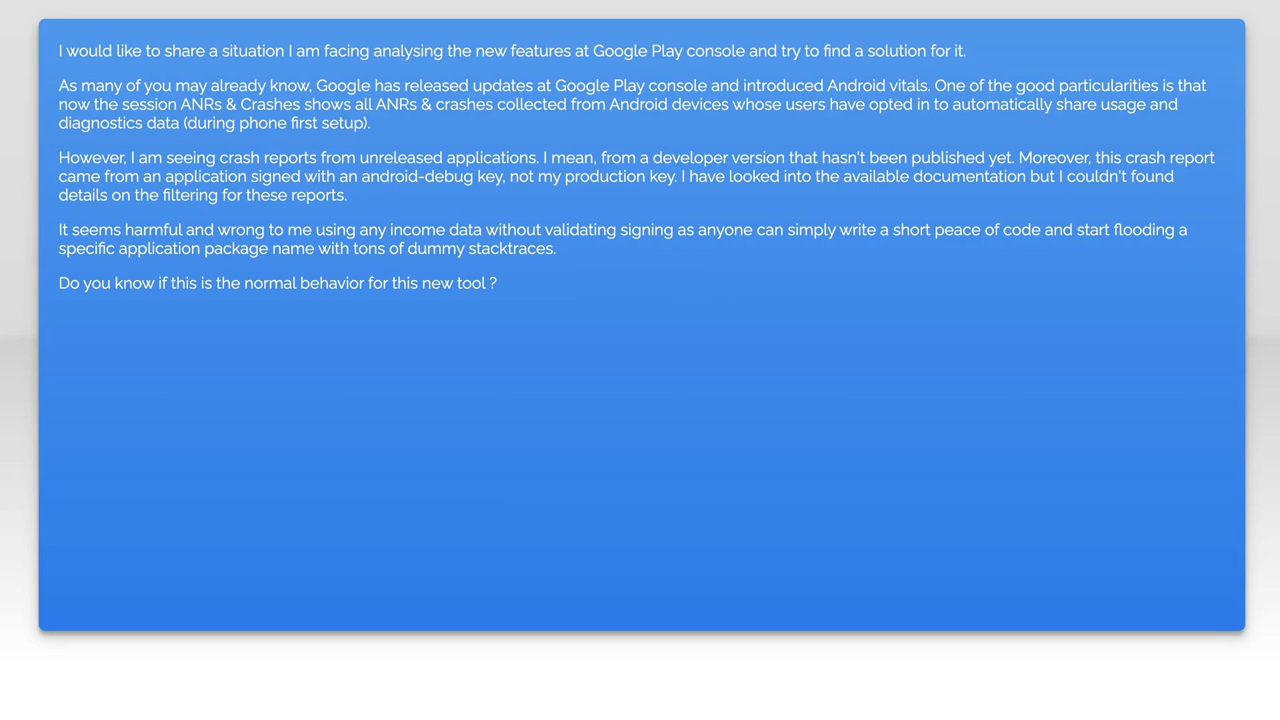 I would like to share a situation I am facing analysing the new features at Google Play console and try to find a solution for it.
As many of you may already know, Google has released updates at Google Play console and introduced Android vitals. One of the good particularities is that
now the session ANRs & Crashes shows all ANRs & crashes collected from Android devices whose users have opted in to automatically share usage and
diagnostics data (during phone first setup).
However, I am seeing crash reports from unreleased applications. I mean, from a developer version that hasn't been published yet. Moreover, this crash report
came from an application signed with an android-debug key, not my production key. I have looked into the available documentation but I couldn't found
details on the filtering for these reports.
It seems harmful and wrong to me using any income data without validating signing as anyone can simply write a short peace of code and start flooding a
specific application package name with tons of dummy stacktraces.
Do you know if this is the normal behavior for this new tool ?